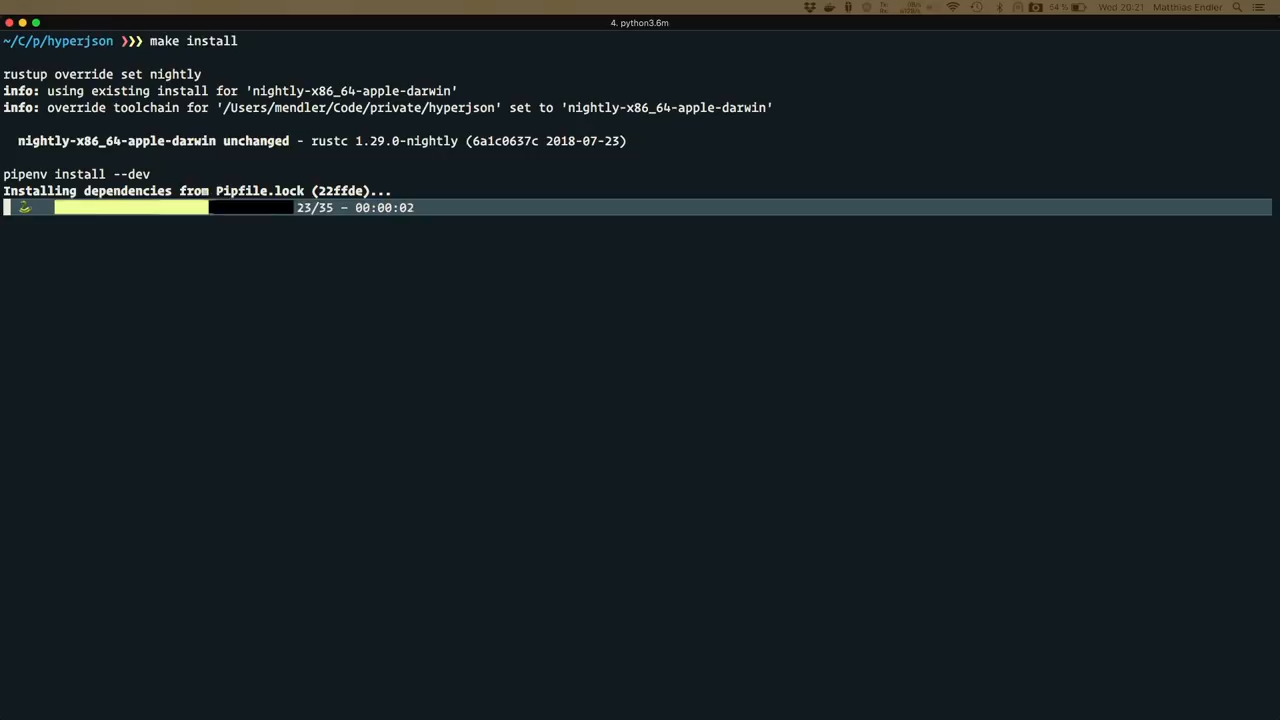 54 % Wed 20:21 Matthias Endler
4. python3.6m
~/C/p/hyperjson ❯❯❯ make install
rustup override set nightly
info: using existing install for 'nightly-x86_64-apple-darwin'
info: override toolchain for '/Users/mendler/Code/private/hyperjson' set to 'nightly-x86_64-apple-darwin'
nightly-x86_64-apple-darwin unchanged - rustc 1.29.0-nightly (6a1c0637c 2018-07-23)
pipenv install --dev
Installing dependencies from Pipfile.lock (22ffde)...
23/35 — 00:00:02